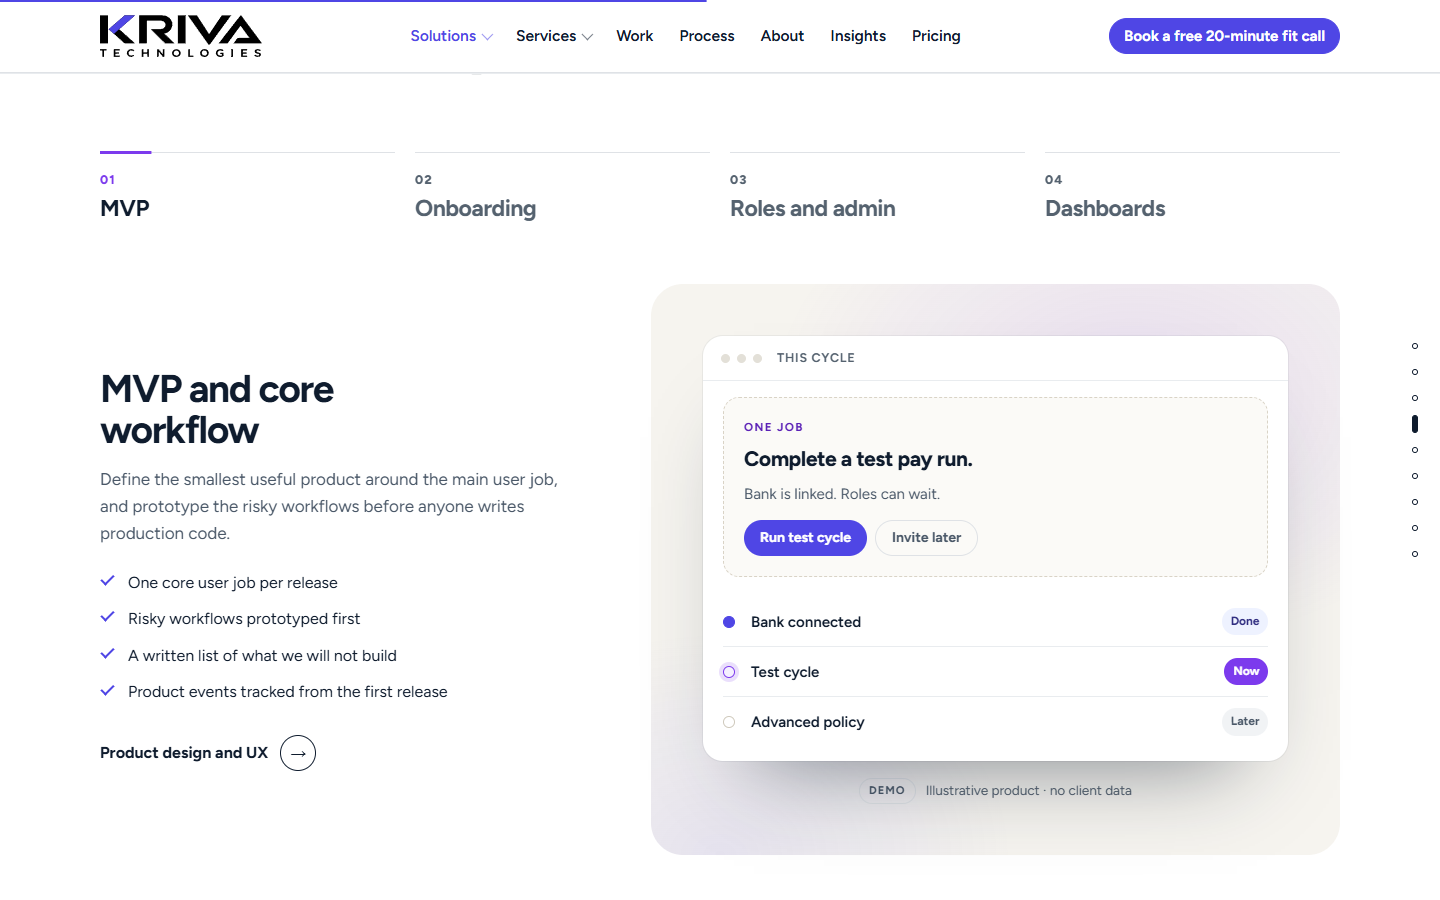 KRIVA
TECHNOLOGIES
Solutions
Services
Work
Process
About
Insights
Pricing
Book a free 20-minute fit call
01
MVP
02
Onboarding
03
Roles and admin
04
Dashboards
MVP and core
workflow
Define the smallest useful product around the main user job,
and prototype the risky workflows before anyone writes
production code.
One core user job per release
Risky workflows prototyped first
A written list of what we will not build
Product events tracked from the first release
Product design and UX →
THIS CYCLE
ONE JOB
Complete a test pay run.
Bank is linked. Roles can wait.
Run test cycle
Invite later
Bank connected
Done
Test cycle
Now
Advanced policy
Later
DEMO
Illustrative product · no client data